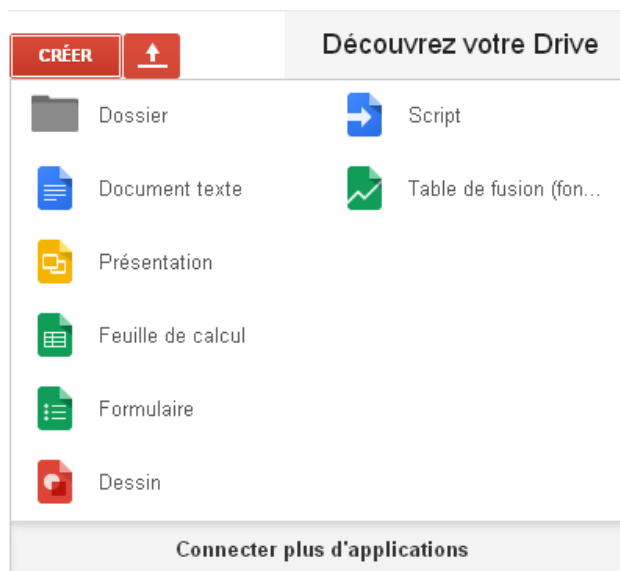 CRÉER
Découvrez votre Drive
Dossier
Document texte
Présentation
Feuille de calcul
Formulaire
Dessin
Script
Table de fusion (fon...
Connecter plus d'applications